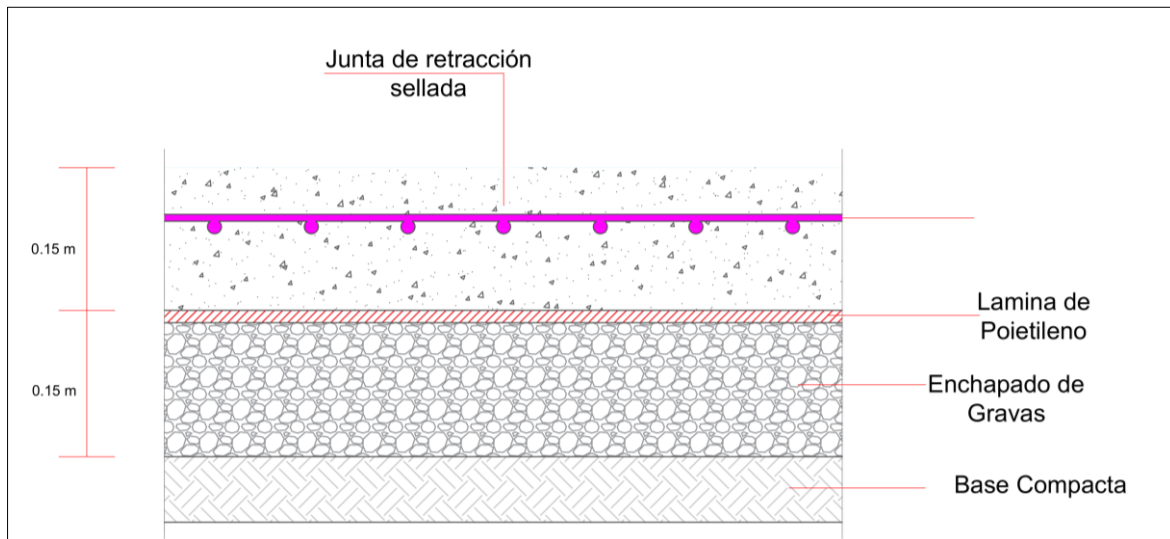 Junta de retracción
sellada
0.15 m
Lamina de
Poietileno
0.15 m
Enchapado de
Gravas
Base Compacta